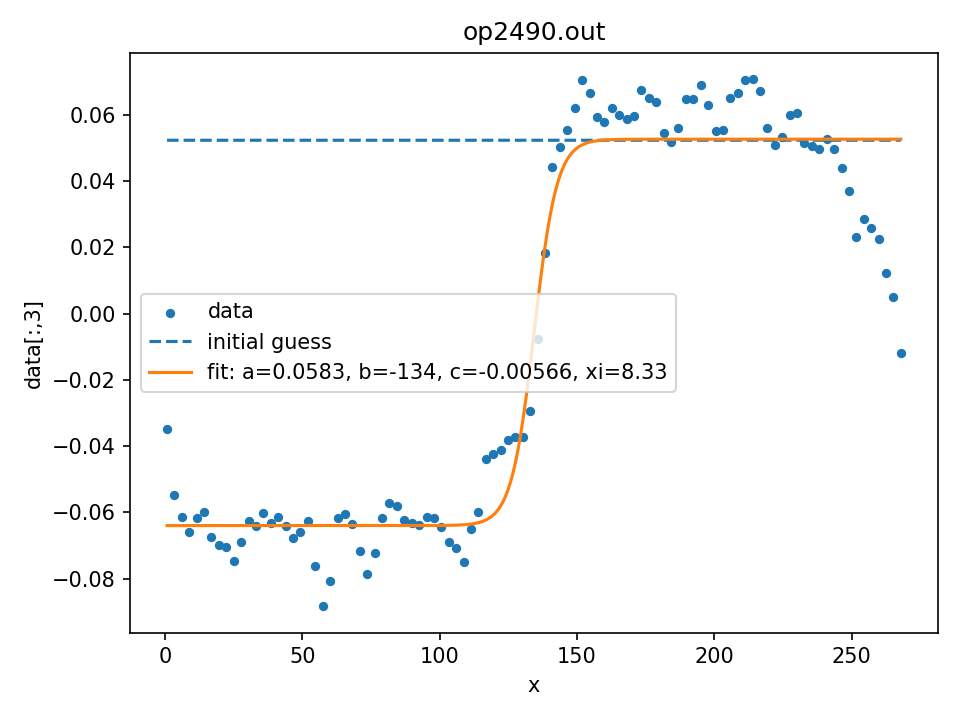 op2490.out
0.06
0.04
0.02
0.00
−0.02
−0.04
−0.06
−0.08
data[:,3]
data
initial guess
fit: a=0.0583, b=-134, c=-0.00566, xi=8.33
0 50 100 150 200 250
x